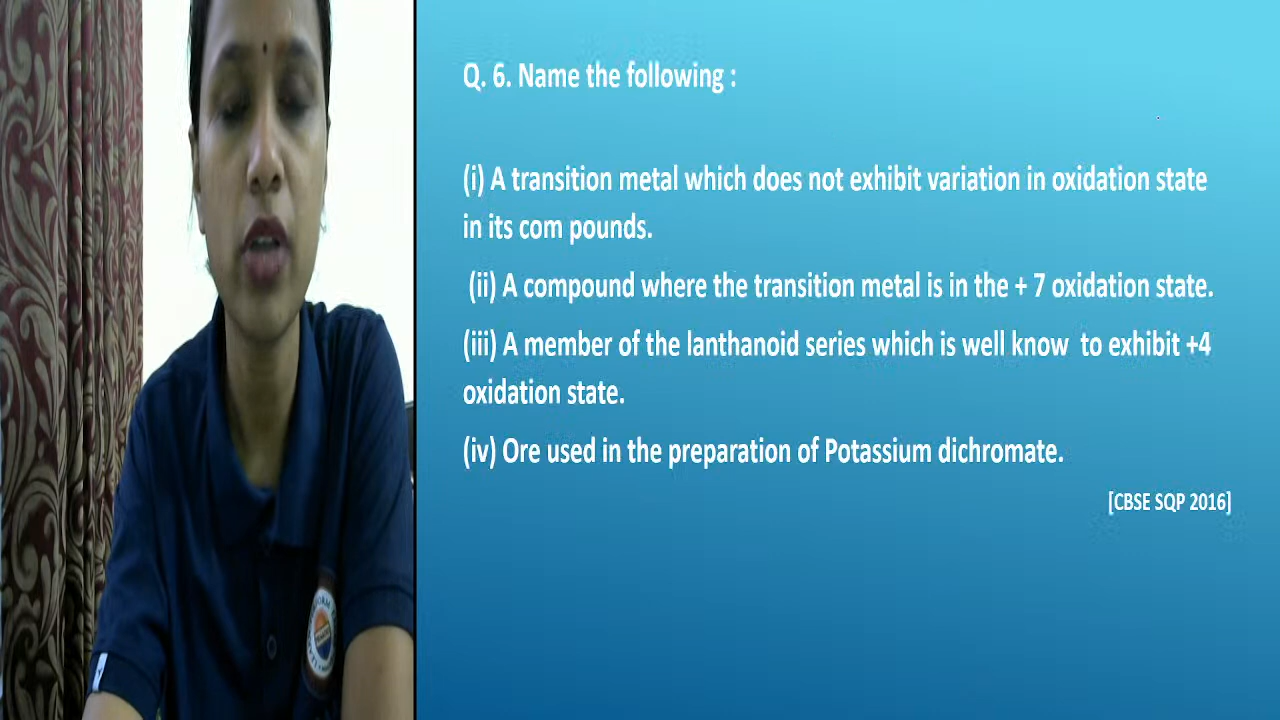 Q. 6. Name the following :
(i) A transition metal which does not exhibit variation in oxidation state
in its com pounds.
(ii) A compound where the transition metal is in the + 7 oxidation state.
(iii) A member of the lanthanoid series which is well know  to exhibit +4
oxidation state.
(iv) Ore used in the preparation of Potassium dichromate.
[CBSE SQP 2016]